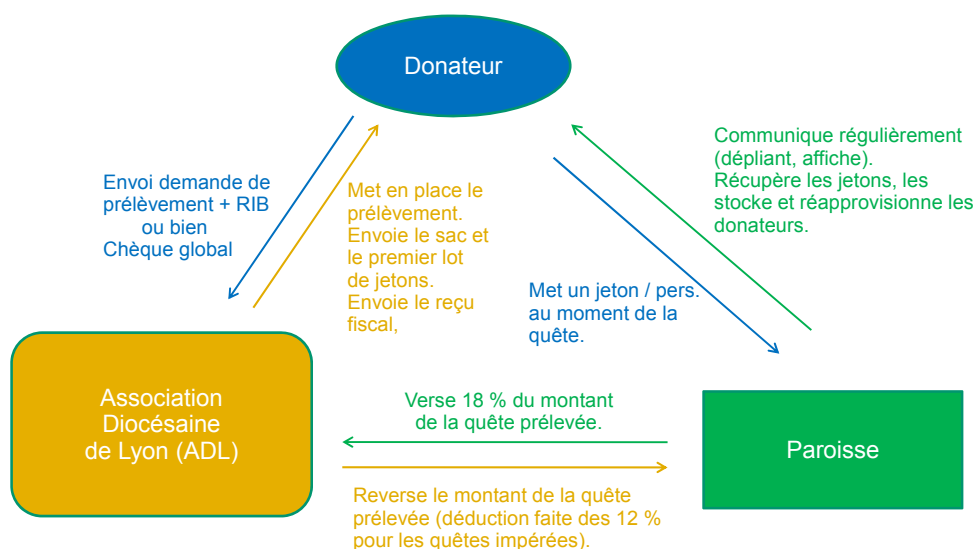 Donateur
Communique régulièrement
(dépliant, affiche).
Récupère les jetons, les
stocke et réapprovisionne les
donateurs.
Envoi demande de
prélèvement + RIB
ou bien
Chèque global
Met en place le
prélèvement.
Envoie le sac et
le premier lot
de jetons.
Envoie le reçu
fiscal,
Met un jeton / pers.
au moment de la
quête.
Association
Diocésaine
de Lyon (ADL)
Verse 18 % du montant
de la quête prélevée.
Paroisse
Reverse le montant de la quête
prélevée (déduction faite des 12 %
pour les quêtes impérées).